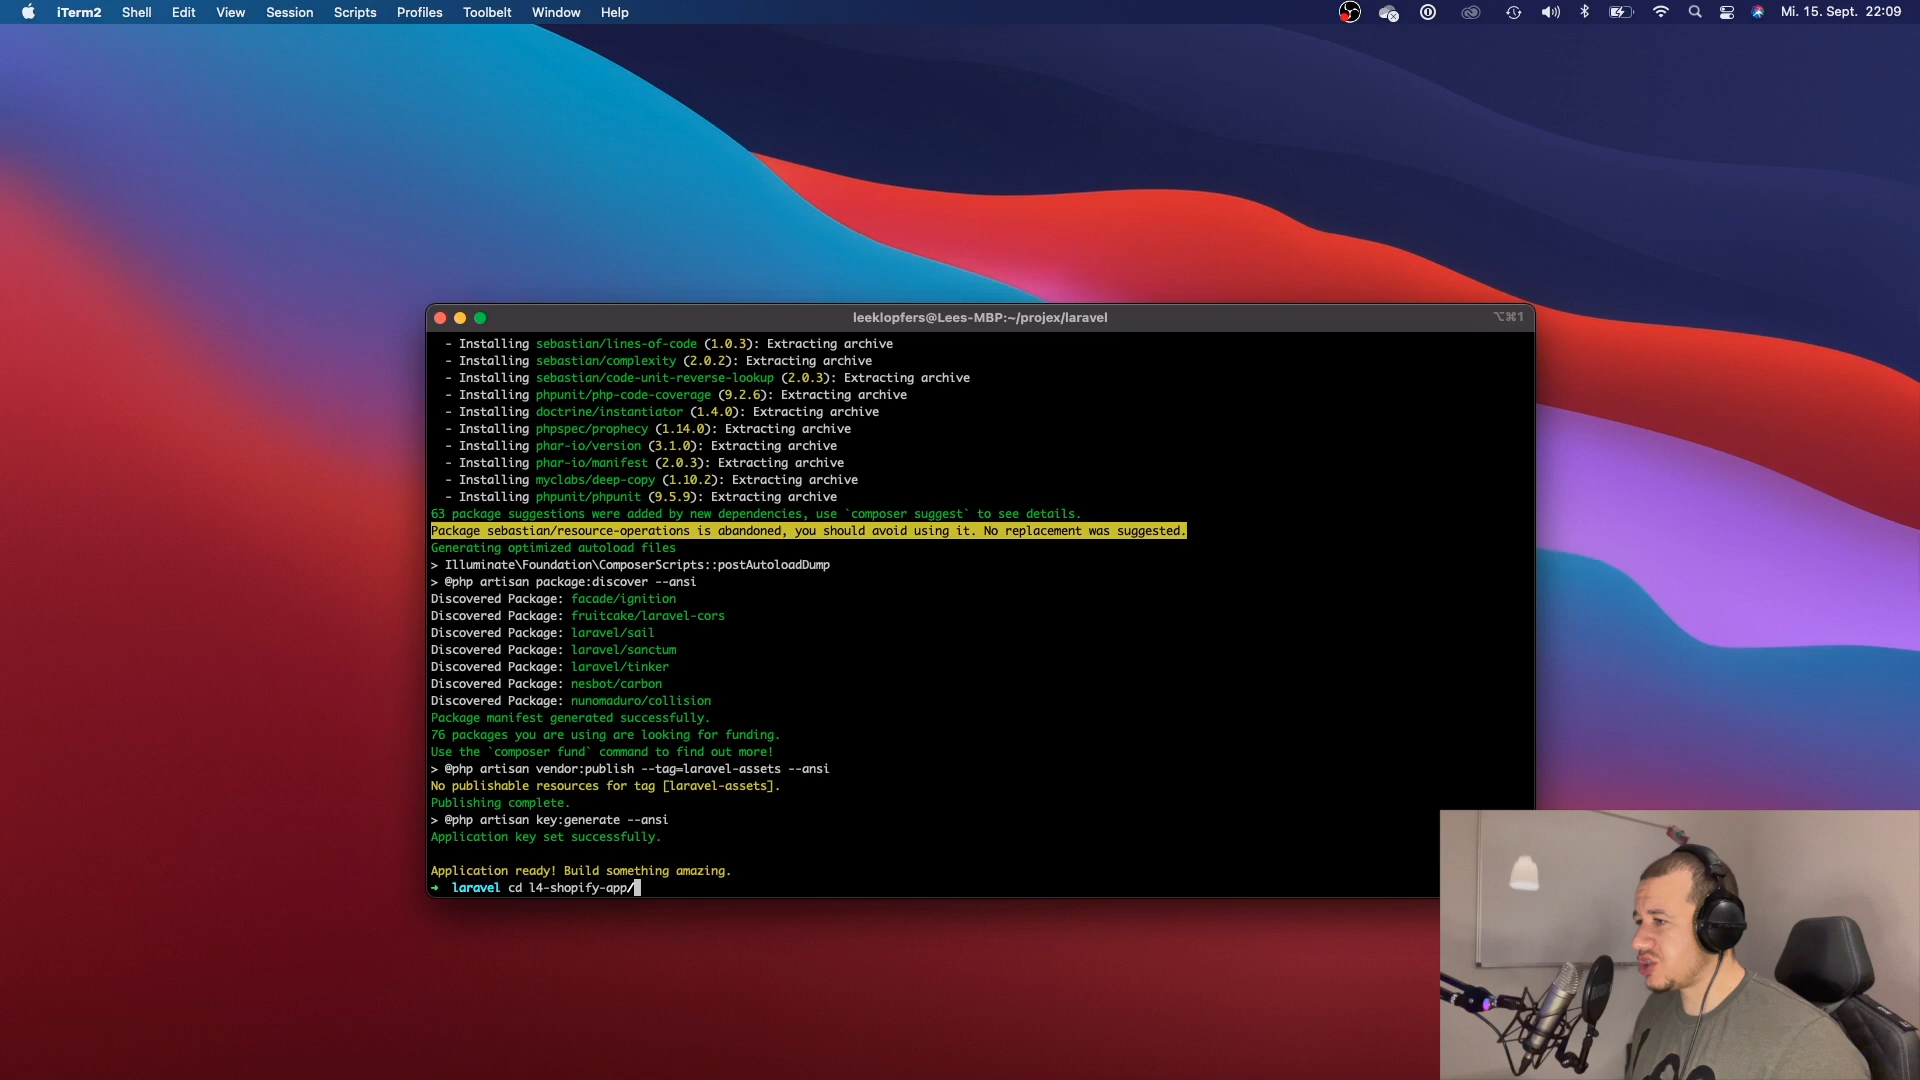 iTerm2 Shell Edit View Session Scripts Profiles Toolbelt Window Help Mi. 15. Sept. 22:09
leeklopfers@Lees-MBP:~/projex/laravel ⌥⌘1
- Installing sebastian/lines-of-code (1.0.3): Extracting archive
- Installing sebastian/complexity (2.0.2): Extracting archive
- Installing sebastian/code-unit-reverse-lookup (2.0.3): Extracting archive
- Installing phpunit/php-code-coverage (9.2.6): Extracting archive
- Installing doctrine/instantiator (1.4.0): Extracting archive
- Installing phpspec/prophecy (1.14.0): Extracting archive
- Installing phar-io/version (3.1.0): Extracting archive
- Installing phar-io/manifest (2.0.3): Extracting archive
- Installing myclabs/deep-copy (1.10.2): Extracting archive
- Installing phpunit/phpunit (9.5.9): Extracting archive
63 package suggestions were added by new dependencies, use `composer suggest` to see details.
Package sebastian/resource-operations is abandoned, you should avoid using it. No replacement was suggested.
Generating optimized autoload files
> Illuminate\Foundation\ComposerScripts::postAutoloadDump
> @php artisan package:discover --ansi
Discovered Package: facade/ignition
Discovered Package: fruitcake/laravel-cors
Discovered Package: laravel/sail
Discovered Package: laravel/sanctum
Discovered Package: laravel/tinker
Discovered Package: nesbot/carbon
Discovered Package: nunomaduro/collision
Package manifest generated successfully.
76 packages you are using are looking for funding.
Use the `composer fund` command to find out more!
> @php artisan vendor:publish --tag=laravel-assets --ansi
No publishable resources for tag [laravel-assets].
Publishing complete.
> @php artisan key:generate --ansi
Application key set successfully.
Application ready! Build something amazing.
→ laravel cd l4-shopify-app/